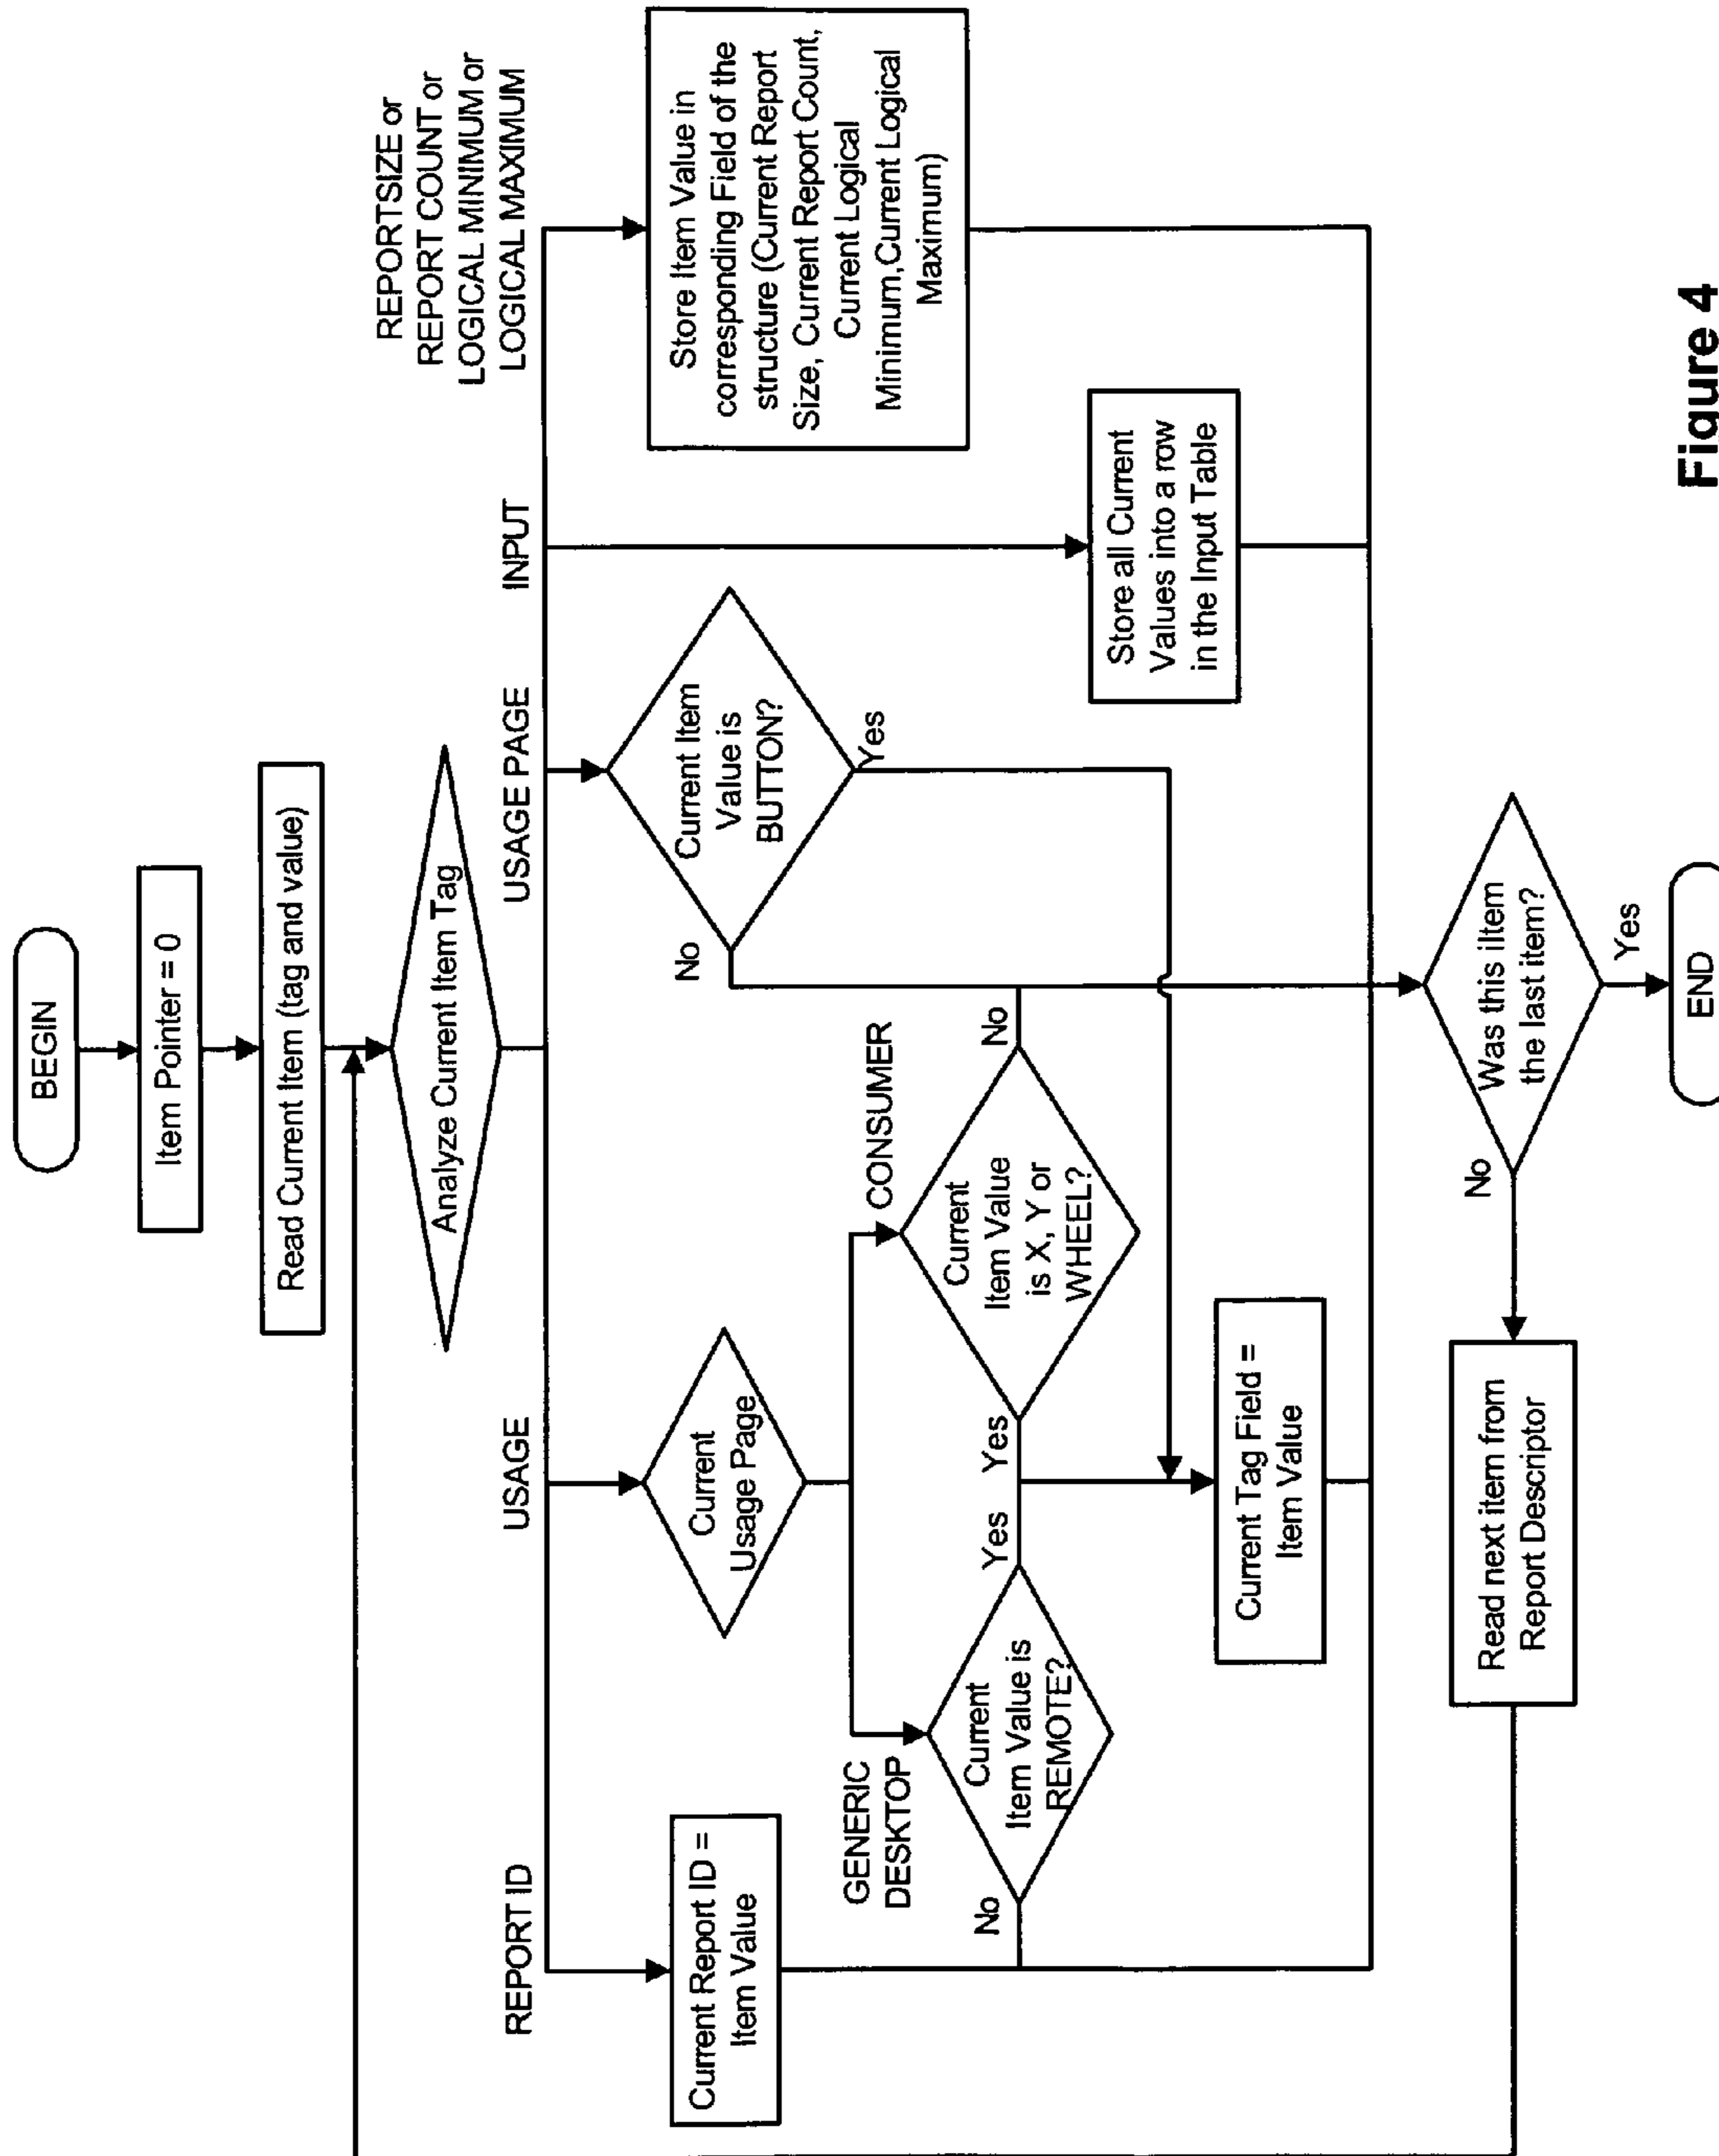 BEGIN
Item Pointer = 0
Read Current Item (tag and value)
Analyze Current Item Tag
REPORT ID
USAGE
USAGE PAGE
INPUT
REPORTSIZE or
REPORT COUNT or
LOGICAL MINIMUM or
LOGICAL MAXIMUM
Current Report ID =
Item Value
Current
Usage Page
Current Item
Value is
BUTTON?
No
Yes
Store Item Value in
corresponding Field of the
structure (Current Report
Size, Current Report Count,
Current Logical
Minimum,Current Logical
Maximum)
GENERIC
DESKTOP
CONSUMER
Current
Item Value is
REMOTE?
No
Yes
Current
Item Value
is X, Y or
WHEEL?
Yes
No
Store all Current
Values into a row
in the Input Table
Current Tag Field =
Item Value
Was this iItem
the last item?
No
Yes
Read next item from
Report Descriptor
END
Figure 4